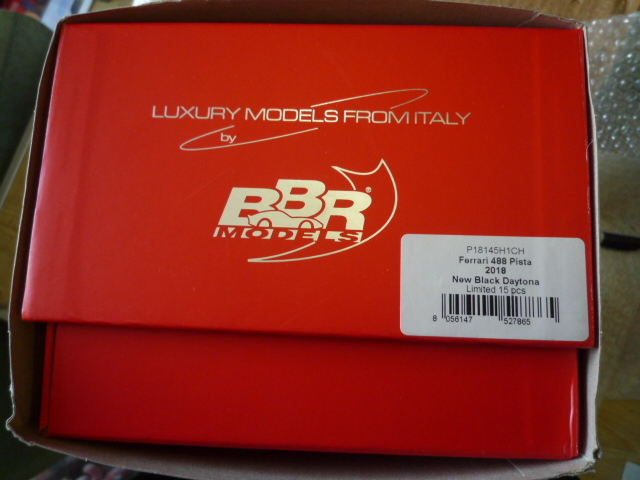 LUXURY MODELS FROM ITALY
by
BBR®
MODELS
P18145H1CH
Ferrari 488 Pista
2018
New Black Daytona
Limited 15 pcs
8 056147 527865